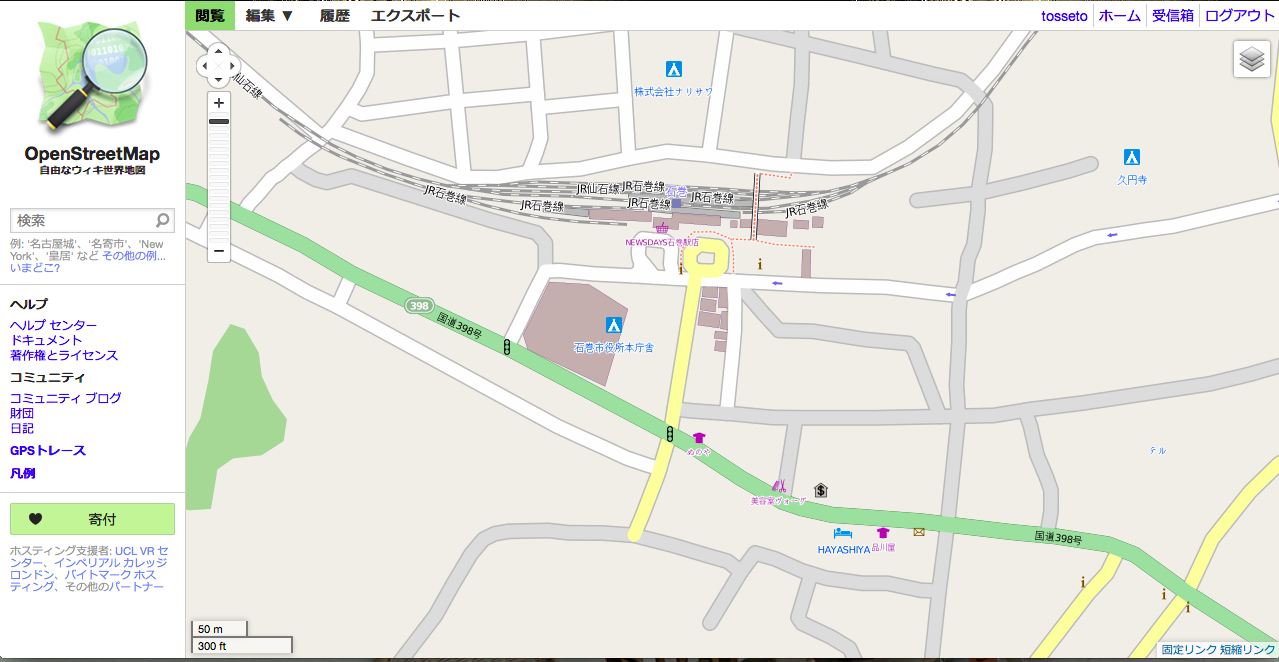 閲覧
編集 ▼
履歴
エクスポート
tosseto
ホーム
受信箱
ログアウト
OpenStreetMap
自由なウィキ世界地図
検索
例: '名古屋城'、'名寄市'、'New
York'、'皇居' など その他の例...
いまどこ?
ヘルプ
ヘルプ センター
ドキュメント
著作権とライセンス
コミュニティ
コミュニティ ブログ
財団
日記
GPSトレース
凡例
寄付
ホスティング支援者: UCL VR セ
ンター、インペリアル カレッジ
ロンドン、バイトマーク ホス
ティング、その他のパートナー
仙石線
株式会社ナリサワ
久円寺
JR石巻線
JR仙石線
JR石巻線
石巻
JR石巻線
JR石巻線
JR石巻線
JR石巻線
NEWSDAYS石巻駅店
398
国道398号
石巻市役所本庁舎
ぬのや
テル
美容室ヴォーグ
HAYASHIYA
品川屋
国道398号
50 m
300 ft
固定リンク 短縮リンク